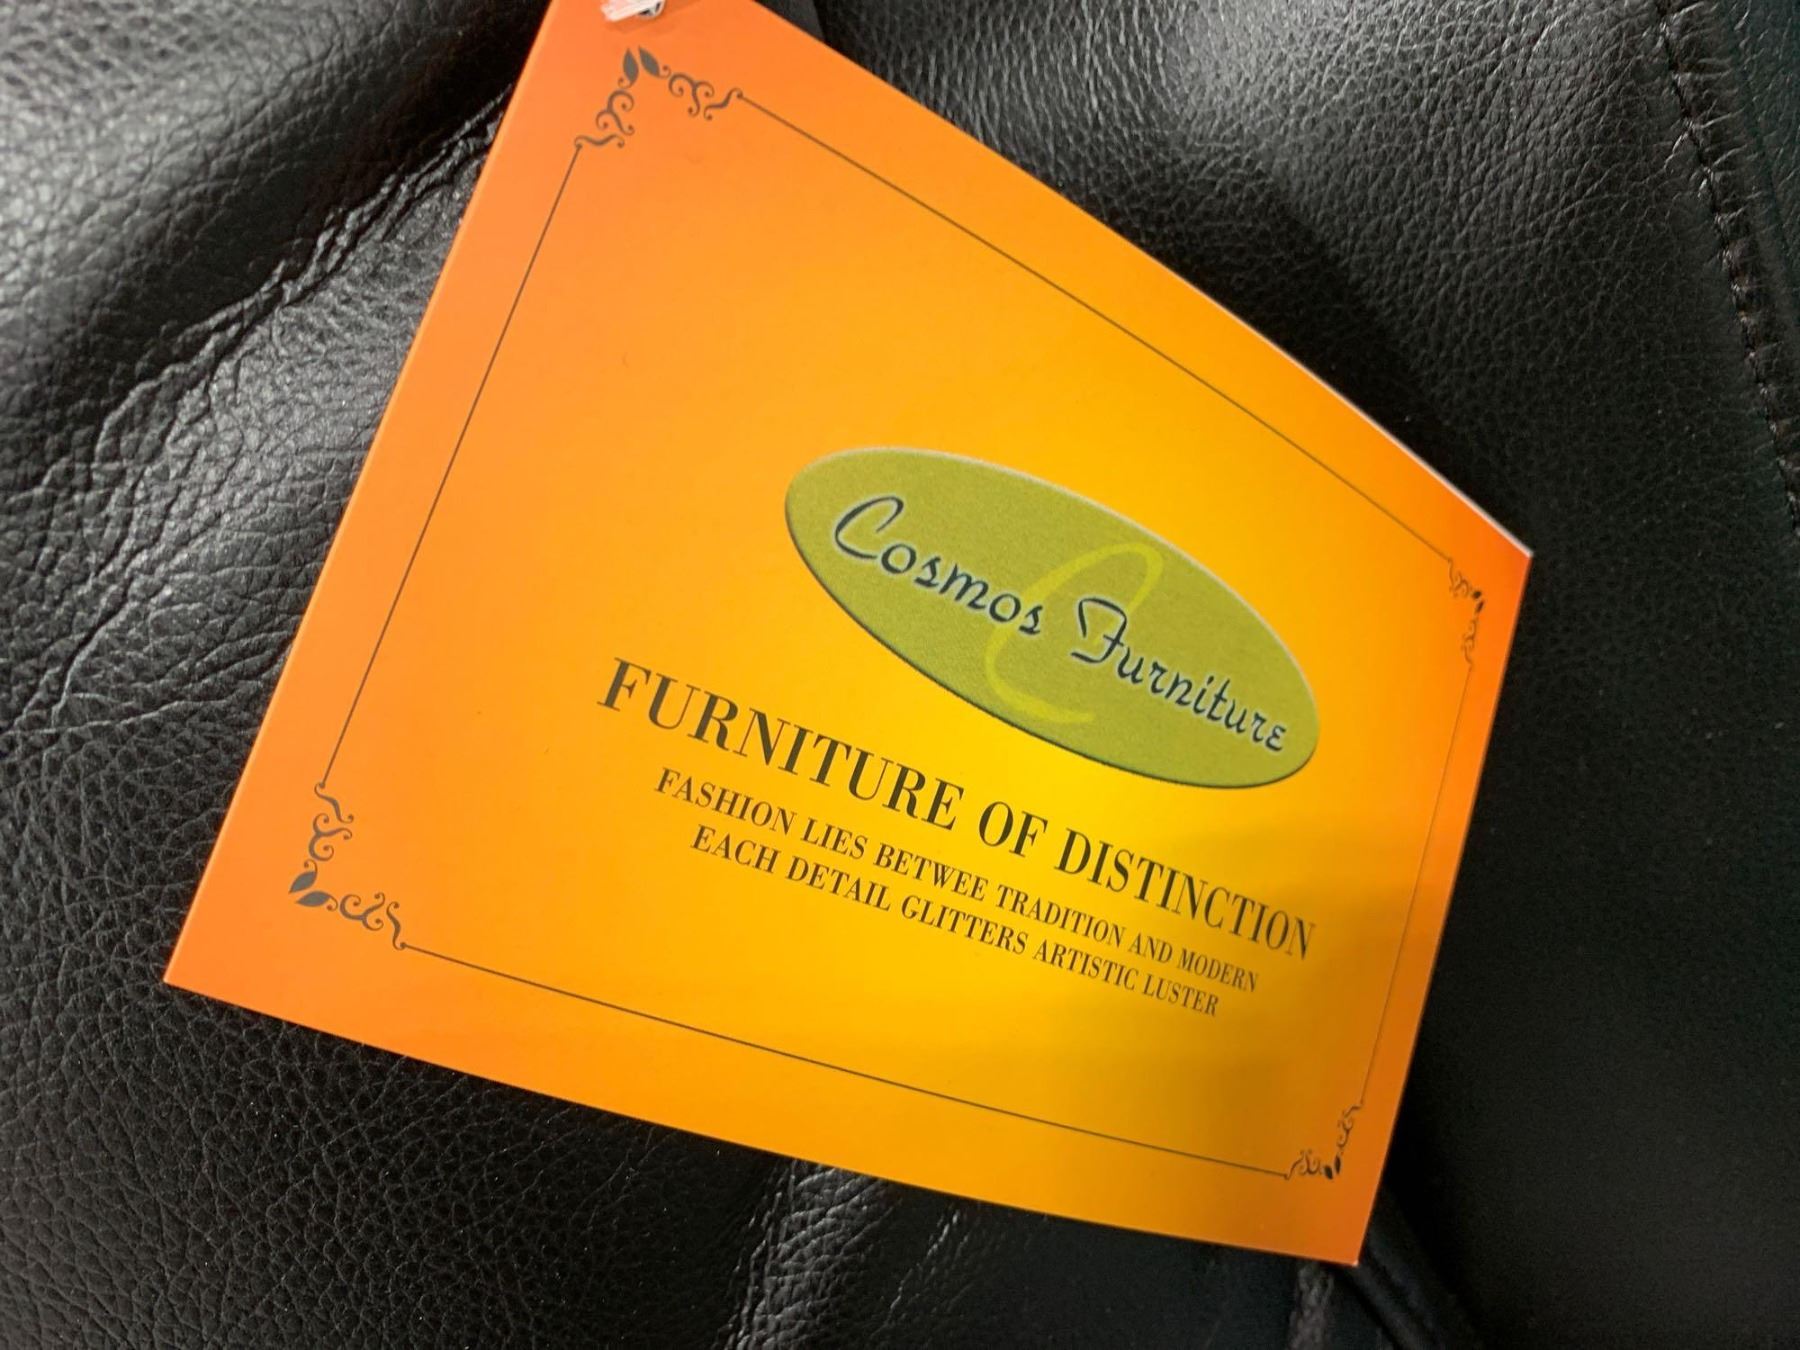 Cosmos Furniture
FURNITURE OF DISTINCTION
FASHION LIES BETWEE TRADITION AND MODERN
EACH DETAIL GLITTERS ARTISTIC LUSTER